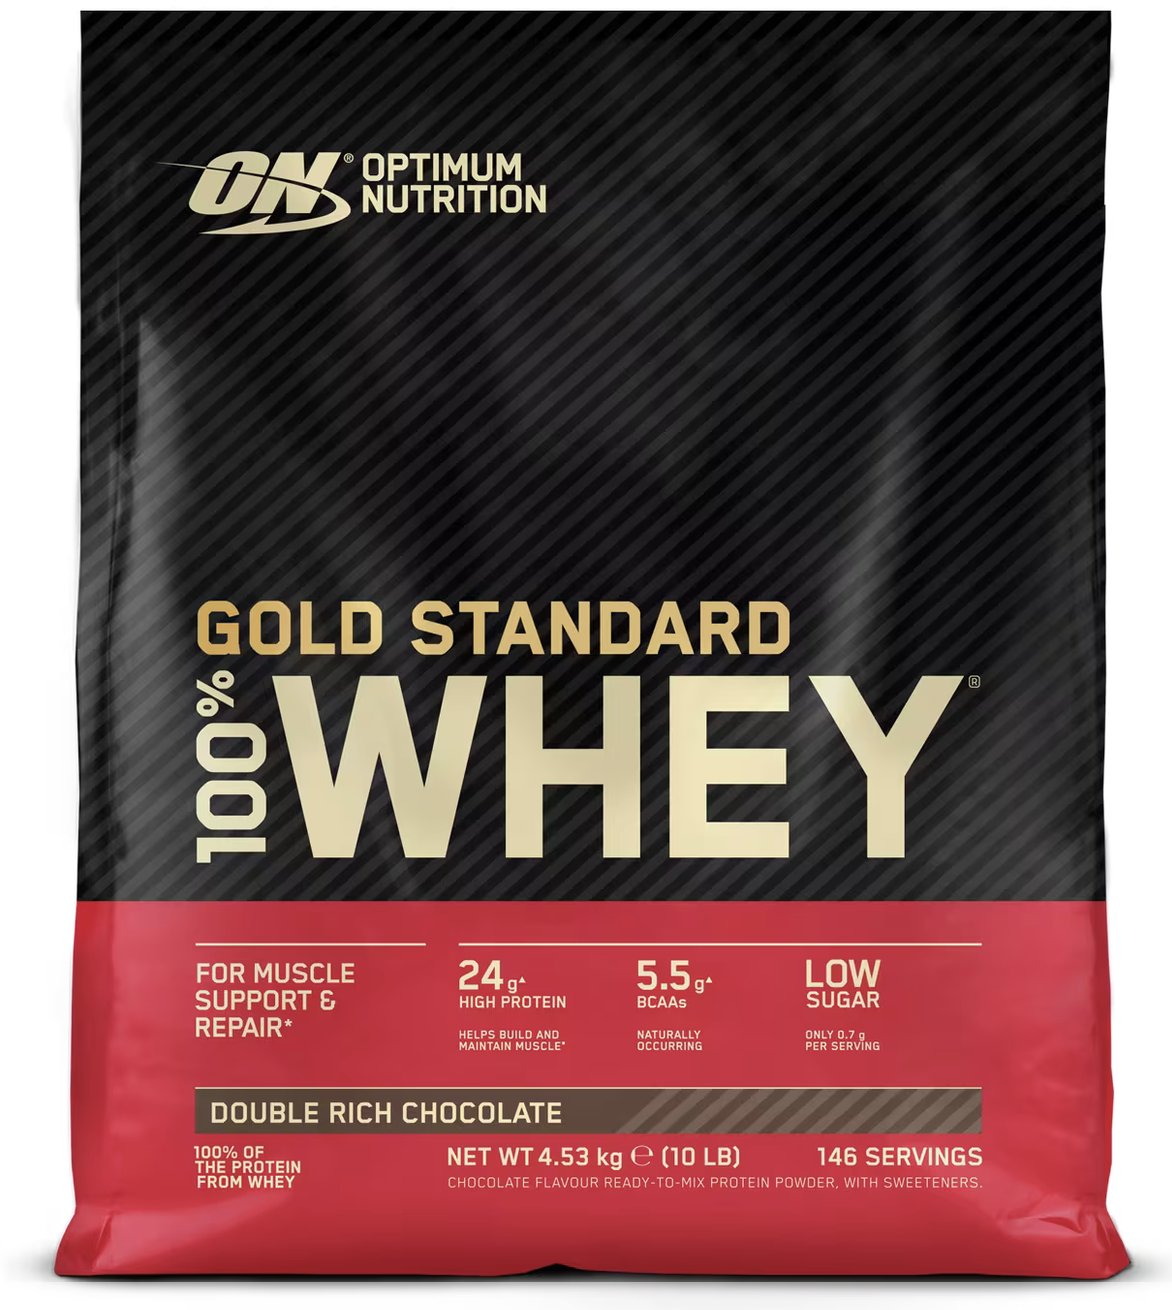 ON® OPTIMUM
NUTRITION
GOLD STANDARD
100% WHEY®
FOR MUSCLE
SUPPORT &
REPAIR*
24 g▲
HIGH PROTEIN
HELPS BUILD AND
MAINTAIN MUSCLE*
5.5 g▲
BCAAs
NATURALLY
OCCURRING
LOW
SUGAR
ONLY 0.7 g
PER SERVING
DOUBLE RICH CHOCOLATE
100% OF
THE PROTEIN
FROM WHEY
NET WT 4.53 kg ℮ (10 LB)
146 SERVINGS
CHOCOLATE FLAVOUR READY-TO-MIX PROTEIN POWDER, WITH SWEETENERS.